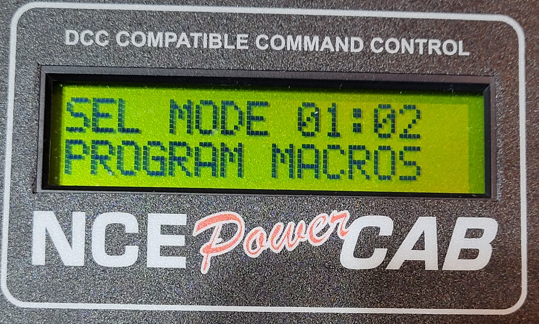 DCC COMPATIBLE COMMAND CONTROL
SEL MODE 01:02
PROGRAM MACROS
NCE Power CAB